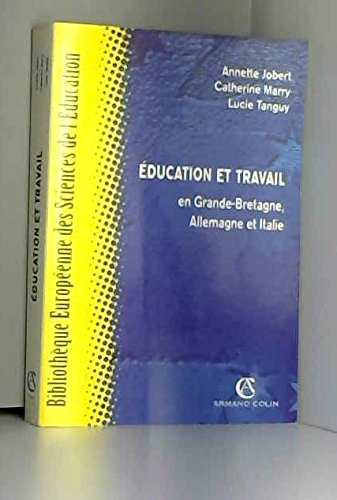 Annette Jobert
Catherine Marry
Lucie Tanguy
ÉDUCATION ET TRAVAIL
en Grande-Bretagne,
Allemagne et Italie
ARMAND COLIN
Bibliothèque Européenne des Sciences de l'Éducation
ÉDUCATION ET TRAVAIL